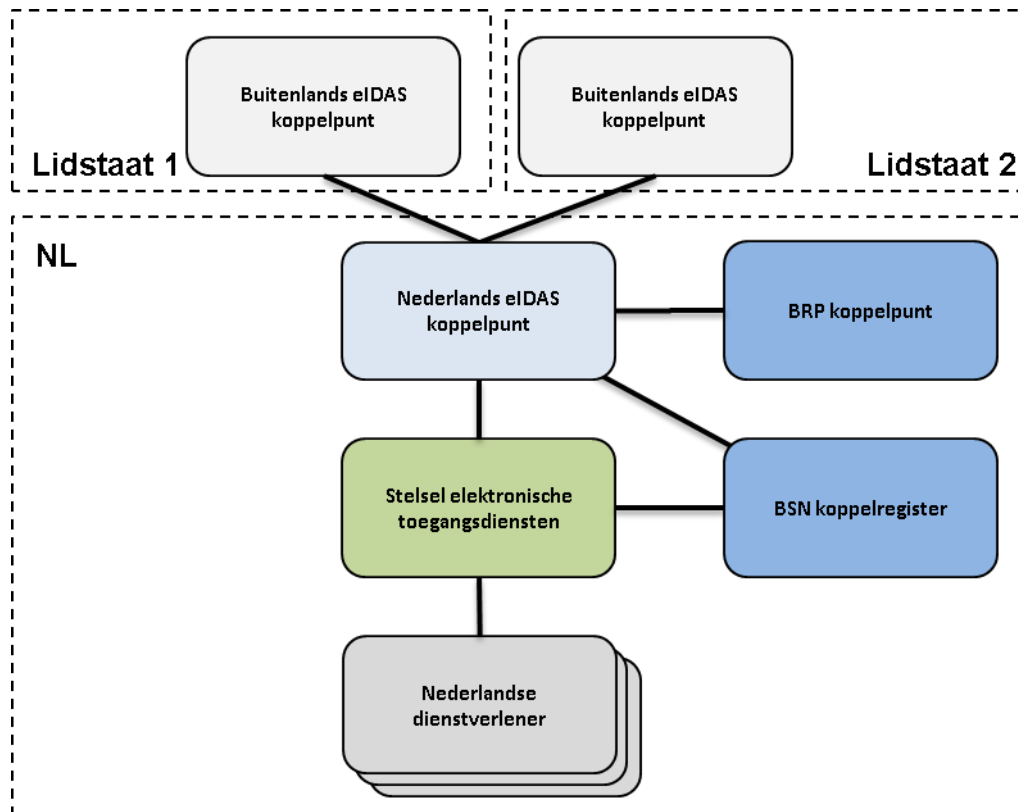 Buitenlands eIDAS
koppelpunt
Buitenlands eIDAS
koppelpunt
Lidstaat 1
Lidstaat 2
NL
Nederlands eIDAS
koppelpunt
BRP koppelpunt
Stelsel elektronische
toegangsdiensten
BSN koppelregister
Nederlandse
dienstverlener